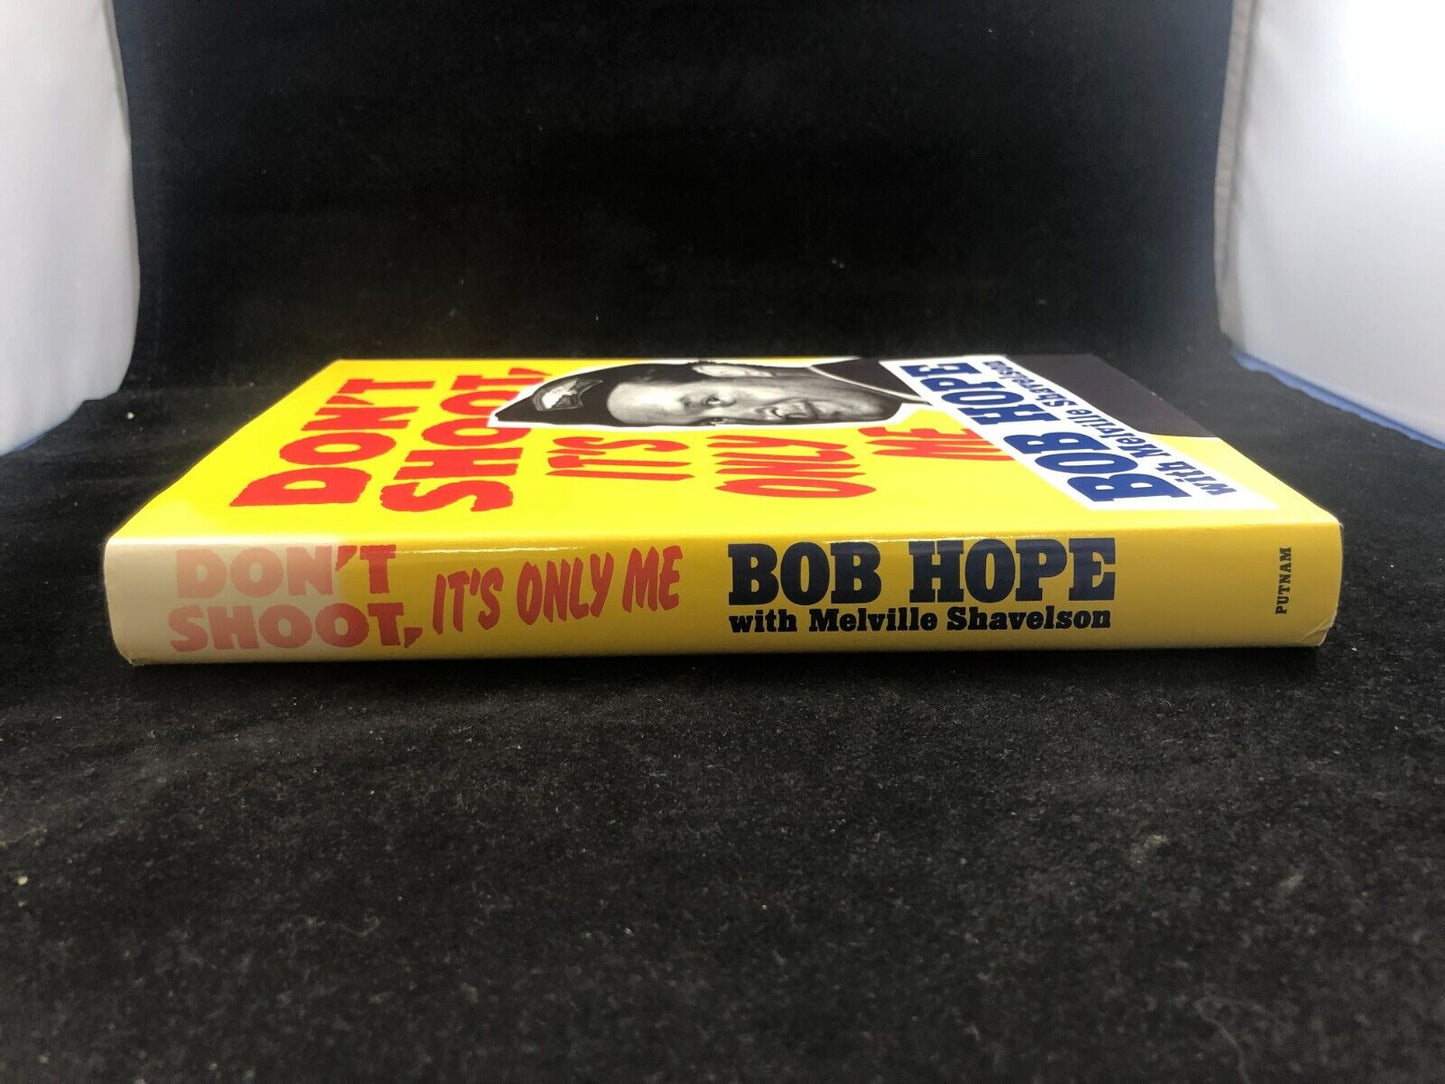 DON'T
SHOOT,
IT'S
ONLY
ME
BOB HOPE
with Melville Shavelson
DON'T
SHOOT,
IT'S ONLY ME
BOB HOPE
with Melville Shavelson
PUTNAM